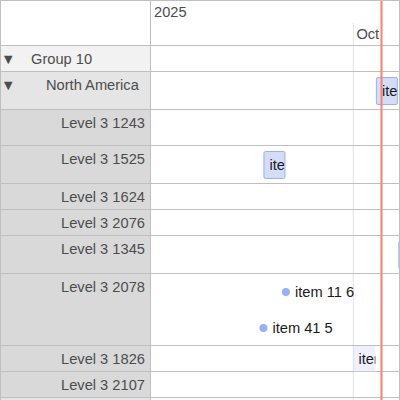 2025
Oct
▼ Group 10
▼ North America
ite
Level 3 1243
Level 3 1525
ite
Level 3 1624
Level 3 2076
Level 3 1345
Level 3 2078
item 11 6
item 41 5
Level 3 1826
ite
Level 3 2107